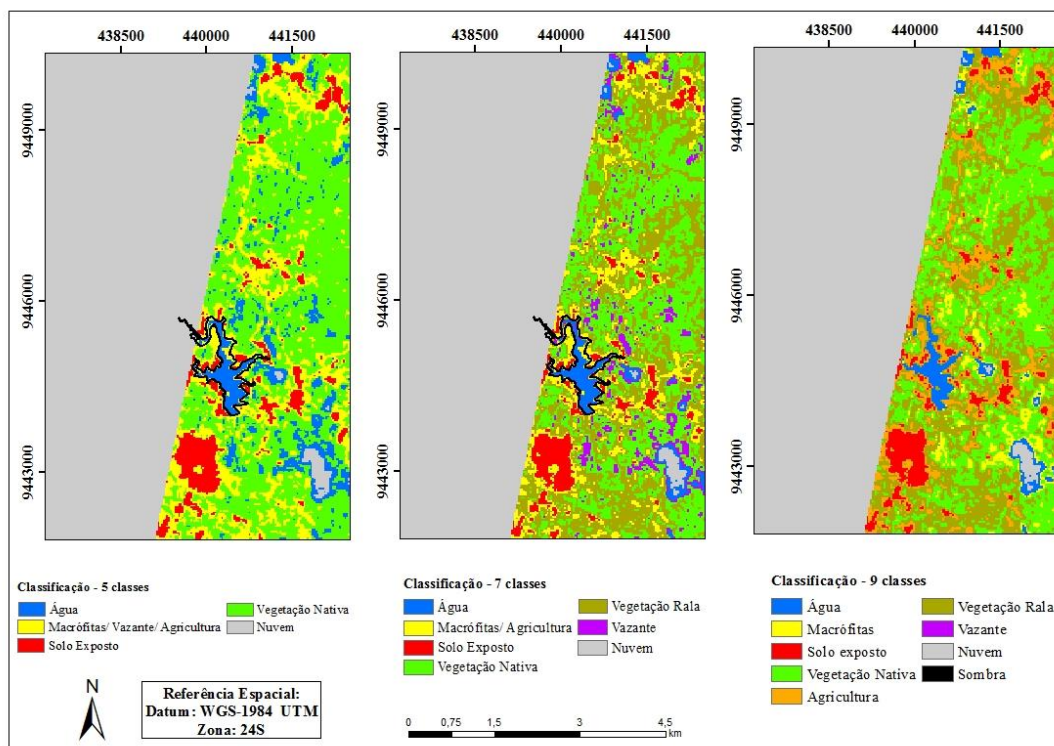 438500 440000 441500
438500 440000 441500
438500 440000 441500
9449000
9446000
9443000
9449000
9446000
9443000
9449000
9446000
9443000
Classificação - 5 classes
Água
Macrófitas/ Vazante/ Agricultura
Solo Exposto
Vegetação Nativa
Nuvem
Classificação - 7 classes
Água
Macrófitas/ Agricultura
Solo Exposto
Vegetação Nativa
Vegetação Rala
Vazante
Nuvem
Classificação - 9 classes
Água
Macrófitas
Solo exposto
Vegetação Nativa
Agricultura
Vegetação Rala
Vazante
Nuvem
Sombra
N
Referência Espacial:
Datum: WGS-1984 UTM
Zona: 24S
0 0,75 1,5 3 4,5
km